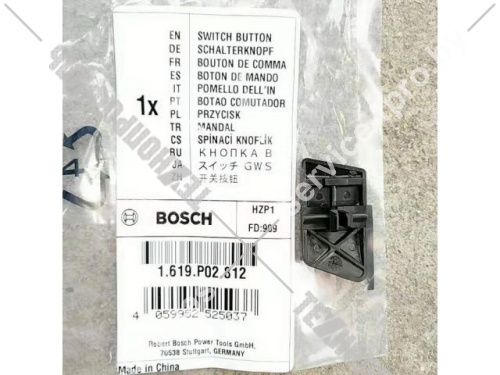 EN SWITCH BUTTON
DE SCHALTERKNOPF
FR BOUTON DE COMMA
ES BOTON DE MANDO
IT POMELLO DELL'IN
1x PT BOTAO COMUTADOR
PL PRZYCISK
TR MANDAL
CS SPÍNACI KNOFLÍK
RU КНОПКА В
JA スイッチ GWS
ZH 开关按钮
BOSCH
HZP1
FD:909
1.619.P02.812
4 059952 525037
Robert Bosch Power Tools GmbH,
70538 Stuttgart, GERMANY
Made in China